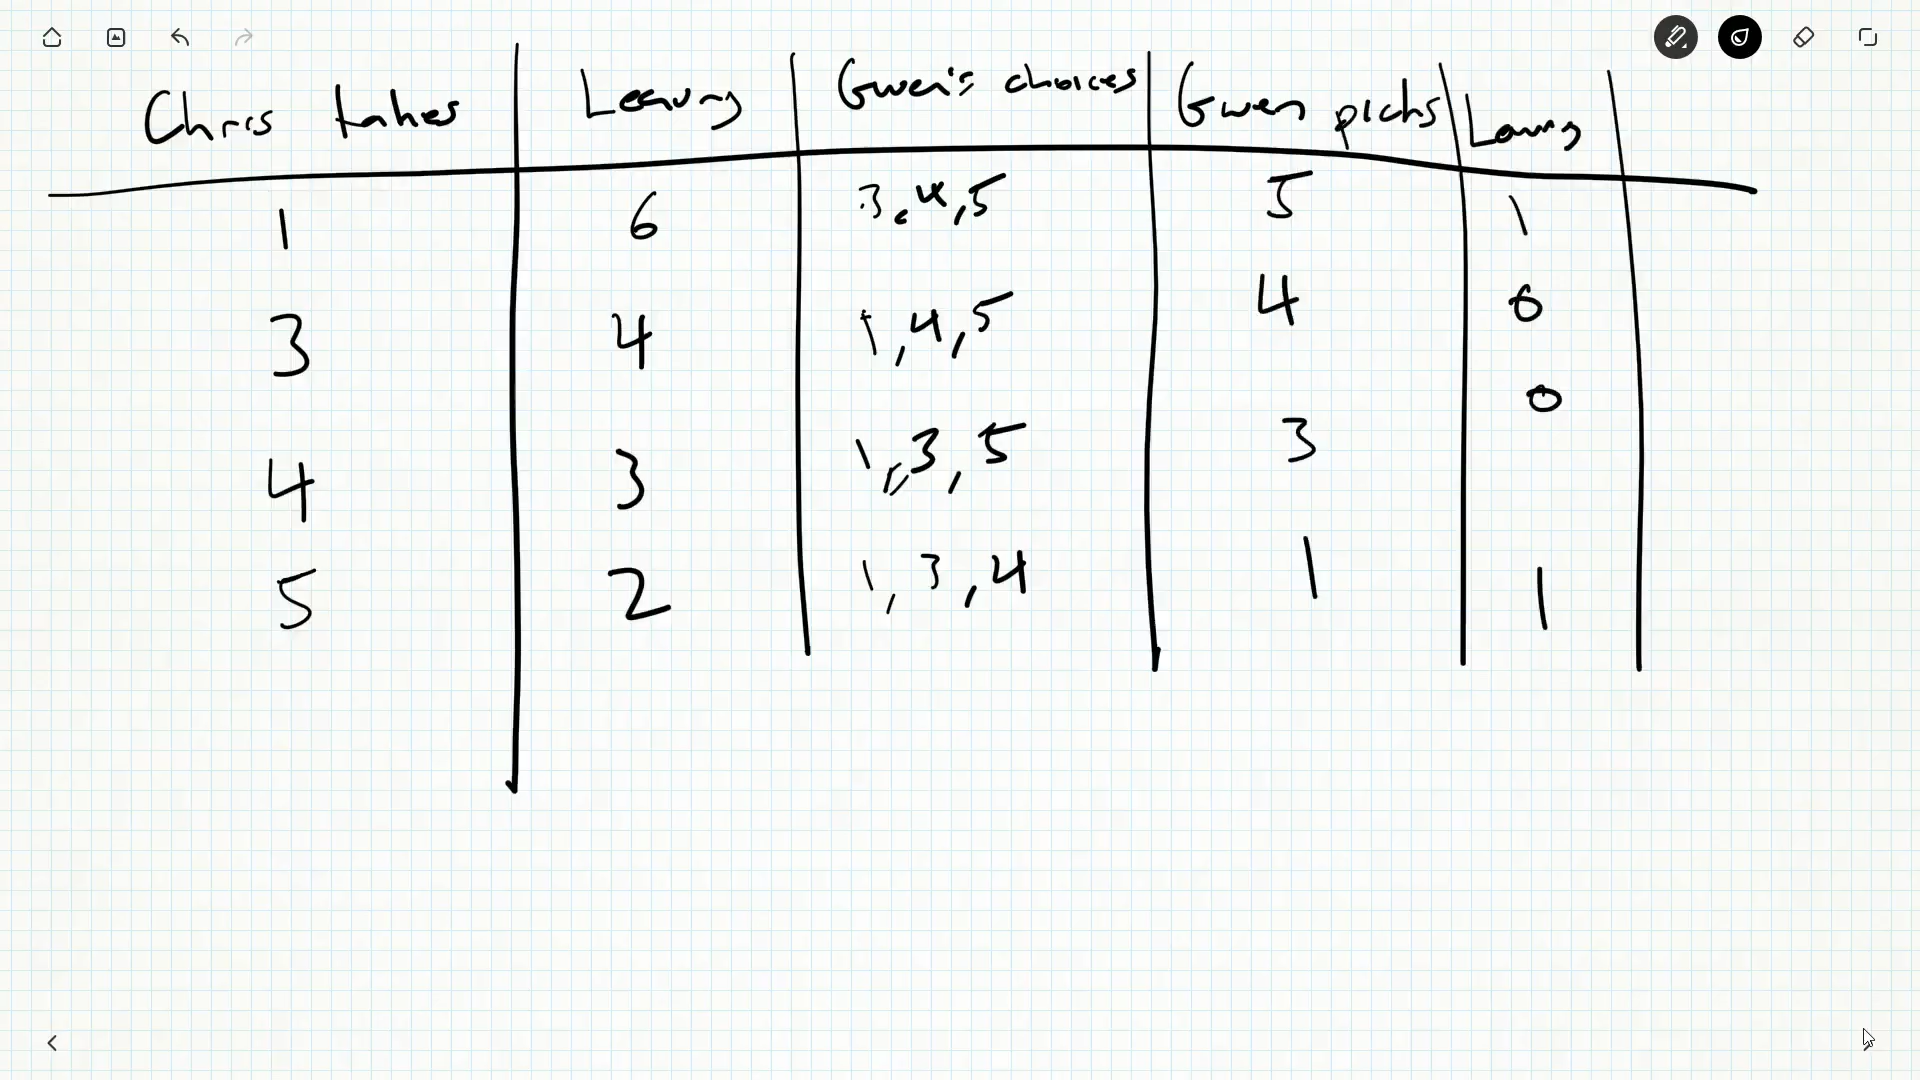 Chris takes Leaving Gwen's choices Gwen picks Leaving
1 6 3,4,5 5 1
3 4 1,4,5 4 0
4 3 1,3,5 3 0
5 2 1,3,4 1 1